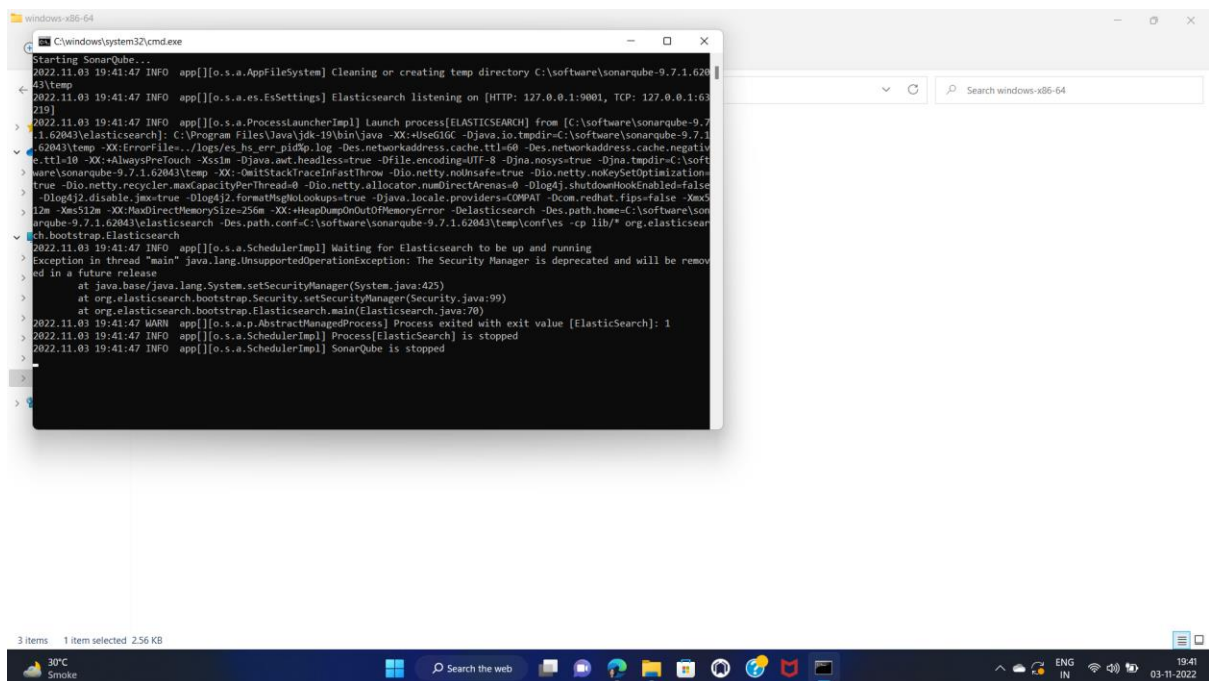 windows-x86-64
C:\windows\system32\cmd.exe
Starting SonarQube...
2022.11.03 19:41:47 INFO  app[][o.s.a.AppFileSystem] Cleaning or creating temp directory C:\software\sonarqube-9.7.1.620
43\temp
2022.11.03 19:41:47 INFO  app[][o.s.a.es.EsSettings] Elasticsearch listening on [HTTP: 127.0.0.1:9001, TCP: 127.0.0.1:63
219]
2022.11.03 19:41:47 INFO  app[][o.s.a.ProcessLauncherImpl] Launch process[ELASTICSEARCH] from [C:\software\sonarqube-9.7
.1.62043\elasticsearch]: C:\Program Files\Java\jdk-19\bin\java -XX:+UseG1GC -Djava.io.tmpdir=C:\software\sonarqube-9.7.1
.62043\temp -XX:ErrorFile=../logs/es_hs_err_pid%p.log -Des.networkaddress.cache.ttl=60 -Des.networkaddress.cache.negativ
e.ttl=10 -XX:+AlwaysPreTouch -Xss1m -Djava.awt.headless=true -Dfile.encoding=UTF-8 -Djna.nosys=true -Djna.tmpdir=C:\soft
ware\sonarqube-9.7.1.62043\temp -XX:-OmitStackTraceInFastThrow -Dio.netty.noUnsafe=true -Dio.netty.noKeySetOptimization=
true -Dio.netty.recycler.maxCapacityPerThread=0 -Dio.netty.allocator.numDirectArenas=0 -Dlog4j.shutdownHookEnabled=false
-Dlog4j2.disable.jmx=true -Dlog4j2.formatMsgNoLookups=true -Djava.locale.providers=COMPAT -Dcom.redhat.fips=false -Xmx5
12m -Xms512m -XX:MaxDirectMemorySize=256m -XX:+HeapDumpOnOutOfMemoryError -Delasticsearch -Des.path.home=C:\software\son
arqube-9.7.1.62043\elasticsearch -Des.path.conf=C:\software\sonarqube-9.7.1.62043\temp\conf\es -cp lib/* org.elasticsear
ch.bootstrap.Elasticsearch
2022.11.03 19:41:47 INFO  app[][o.s.a.SchedulerImpl] Waiting for Elasticsearch to be up and running
Exception in thread "main" java.lang.UnsupportedOperationException: The Security Manager is deprecated and will be remov
ed in a future release
        at java.base/java.lang.System.setSecurityManager(System.java:425)
        at org.elasticsearch.bootstrap.Security.setSecurityManager(Security.java:99)
        at org.elasticsearch.bootstrap.Elasticsearch.main(Elasticsearch.java:70)
2022.11.03 19:41:47 WARN  app[][o.s.a.p.AbstractManagedProcess] Process exited with exit value [ElasticSearch]: 1
2022.11.03 19:41:47 INFO  app[][o.s.a.SchedulerImpl] Process[ElasticSearch] is stopped
2022.11.03 19:41:47 INFO  app[][o.s.a.SchedulerImpl] SonarQube is stopped
Search windows-x86-64
3 items 1 item selected 2.56 KB
30°C
Smoke
Search the web
ENG
IN
19:41
03-11-2022